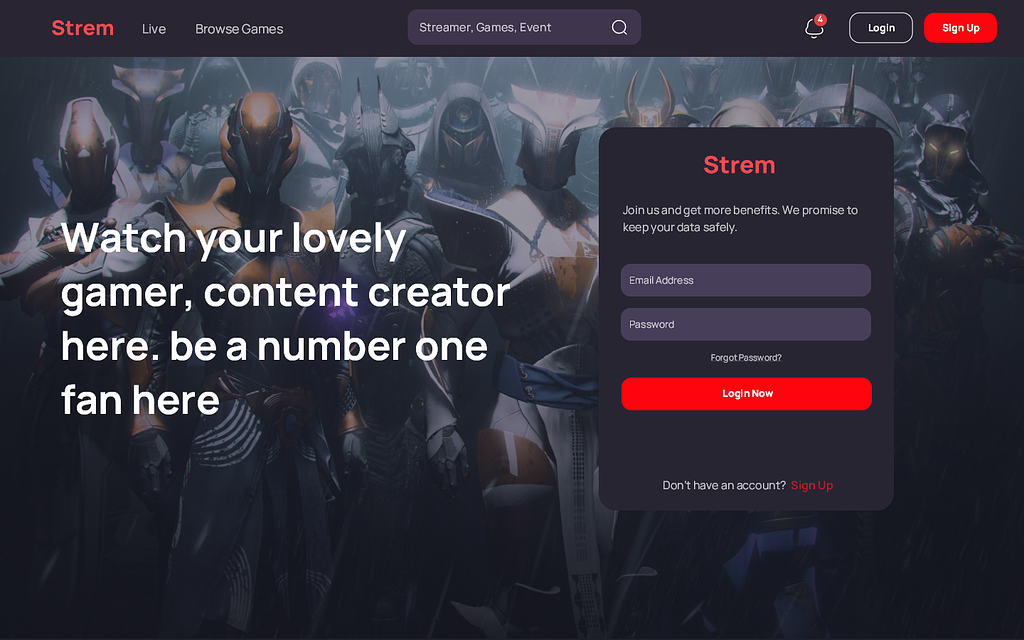 Strem
Live
Browse Games
Streamer, Games, Event
4
Login
Sign Up
Watch your lovely
gamer, content creator
here. be a number one
fan here
Strem
Join us and get more benefits. We promise to
keep your data safely.
Email Address
Password
Forgot Password?
Login Now
Don't have an account? Sign Up